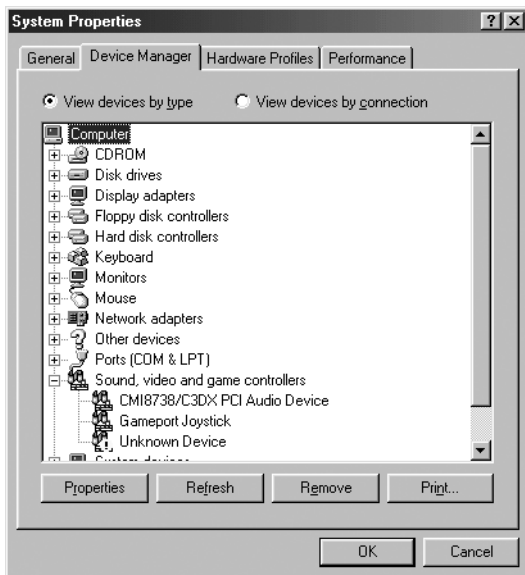 System Properties
General Device Manager Hardware Profiles Performance
View devices by type View devices by connection
Computer
CDROM
Disk drives
Display adapters
Floppy disk controllers
Hard disk controllers
Keyboard
Monitors
Mouse
Network adapters
Other devices
Ports (COM & LPT)
Sound, video and game controllers
CMI8738/C3DX PCI Audio Device
Gameport Joystick
Unknown Device
System devices
Properties Refresh Remove Print...
OK Cancel